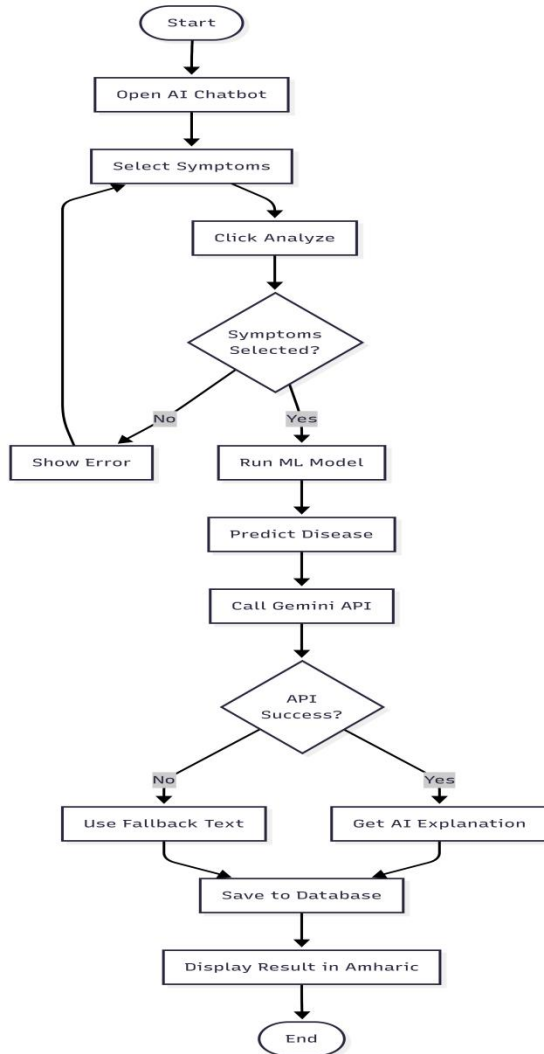 Start
Open AI Chatbot
Select Symptoms
Click Analyze
Symptoms
Selected?
No
Yes
Show Error
Run ML Model
Predict Disease
Call Gemini API
API
Success?
No
Yes
Use Fallback Text
Get AI Explanation
Save to Database
Display Result in Amharic
End